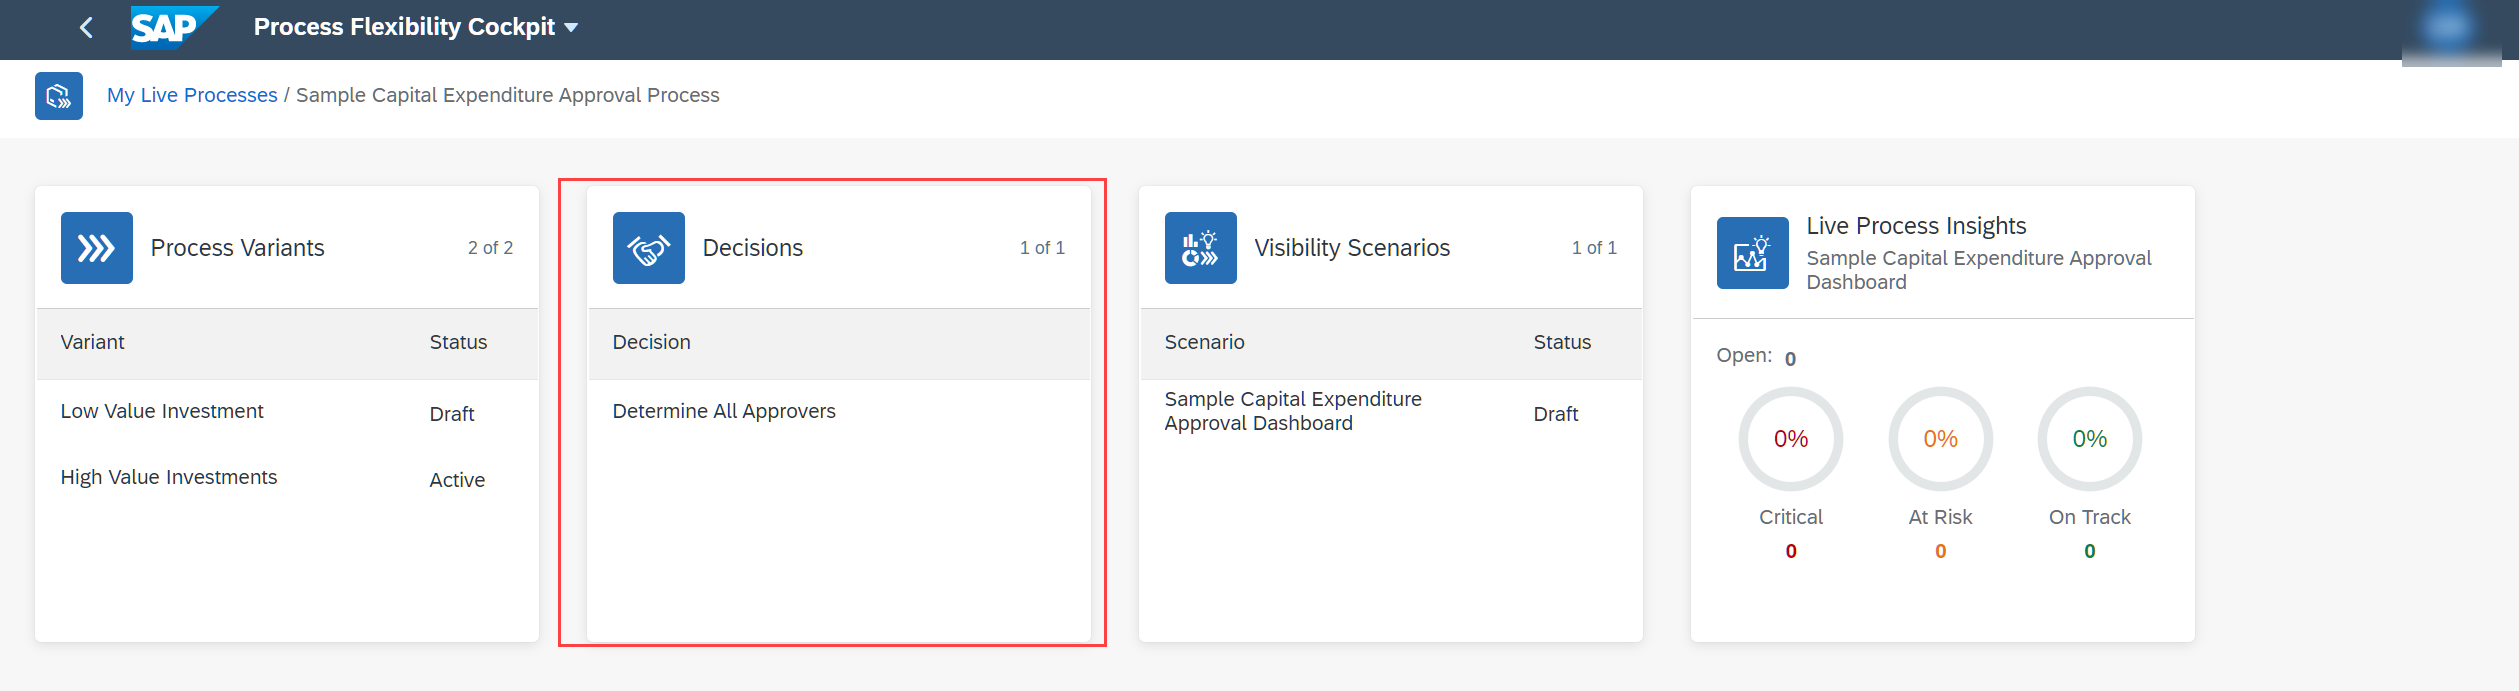 SAP Process Flexibility Cockpit
My Live Processes / Sample Capital Expenditure Approval Process
Process Variants 2 of 2
Variant Status
Low Value Investment Draft
High Value Investments Active
Decisions 1 of 1
Decision
Determine All Approvers
Visibility Scenarios 1 of 1
Scenario Status
Sample Capital Expenditure
Approval Dashboard Draft
Live Process Insights
Sample Capital Expenditure Approval
Dashboard
Open: 0
0% 0% 0%
Critical At Risk On Track
0 0 0